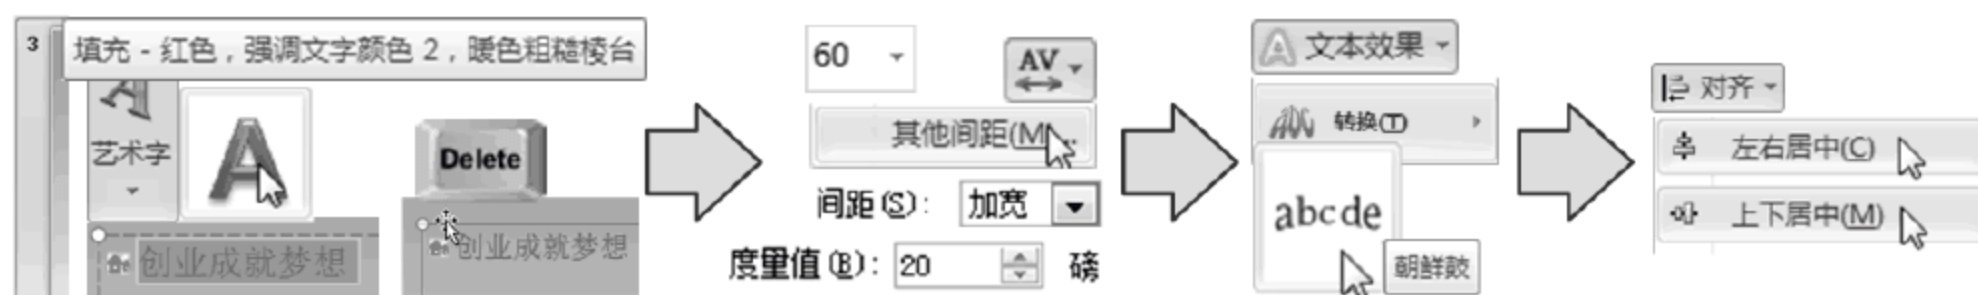 3
填充 - 红色，强调文字颜色 2，暖色粗糙棱台
艺术字
A
创业成就梦想
Delete
创业成就梦想
60
AV
其他间距(M)...
间距(S)：
加宽
度量值(B)：
20
磅
A 文本效果
abc 转换(T)
abcde
朝鲜鼓
对齐
左右居中(C)
上下居中(M)